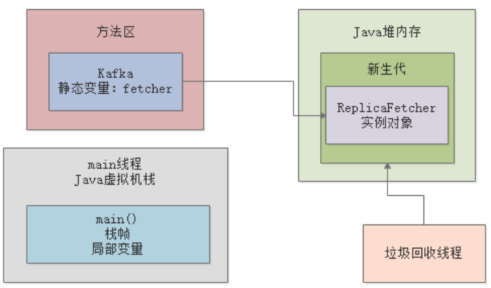 方法区
Kafka
静态变量：fetcher
Java堆内存
新生代
ReplicaFetcher
实例对象
main线程
Java虚拟机栈
main()
栈帧
局部变量
垃圾回收线程